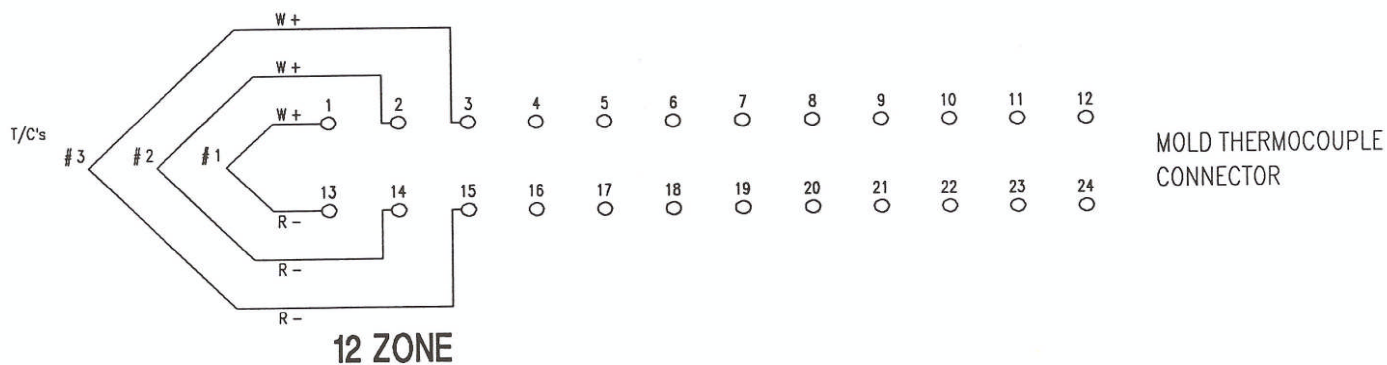 W+
W+
W+
1 2 3 4 5 6 7 8 9 10 11 12
T/C's
#3 #2 #1
MOLD THERMOCOUPLE
CONNECTOR
13 14 15 16 17 18 19 20 21 22 23 24
R-
R-
R-
12 ZONE